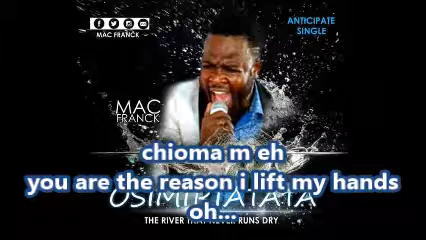 MAC FRANCK
ANTICIPATE
SINGLE
MAC
FRANCK
chioma m eh
you are the reason i lift my hands
oh...
THE RIVER THAT NEVER RUNS DRY